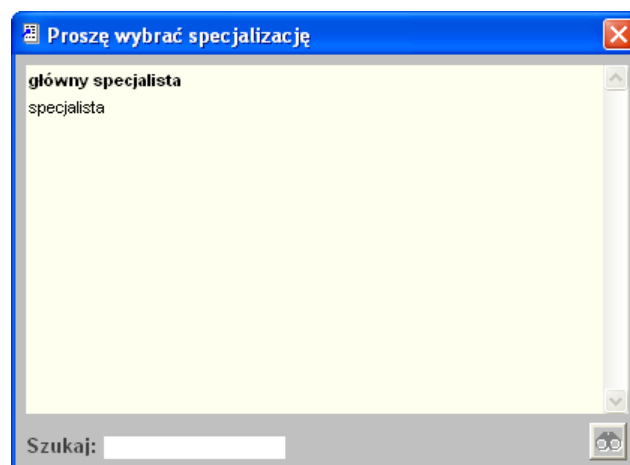 Proszę wybrać specjalizację
główny specjalista
specjalista
Szukaj: